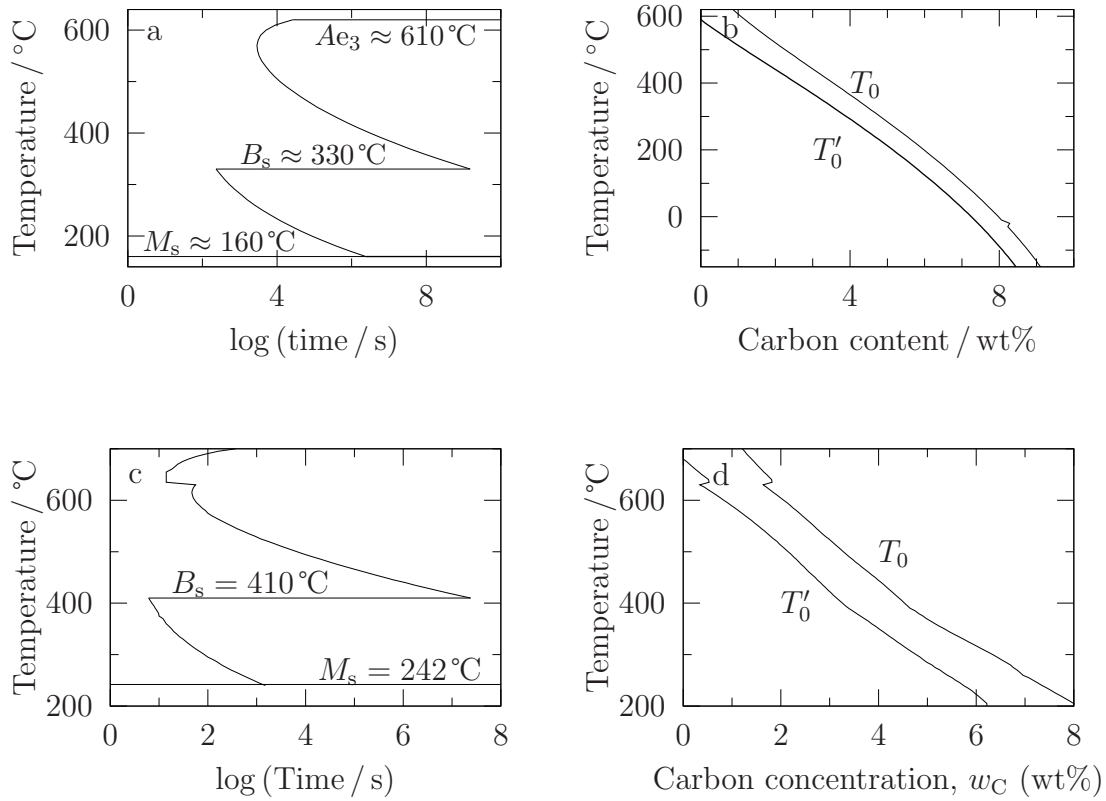 a
Ae₃ ≈ 610 °C
Bₛ ≈ 330 °C
Mₛ ≈ 160 °C
Temperature / °C
600
400
200
0 4 8
log (time / s)
b
T₀
T₀′
Temperature / °C
600
400
200
0
0 4 8
Carbon content / wt%
c
Bₛ = 410 °C
Mₛ = 242 °C
Temperature / °C
600
400
200
0 2 4 6 8
log (Time / s)
d
T₀
T₀′
Temperature / °C
600
400
200
0 2 4 6 8
Carbon concentration, w_C (wt%)